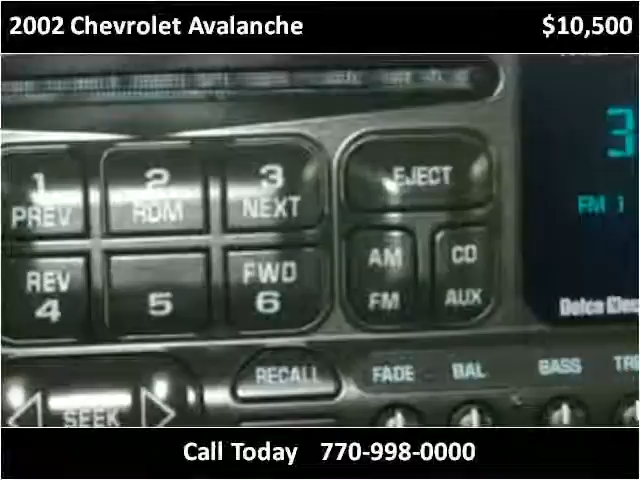 2002 Chevrolet Avalanche $10,500
1 2 3 EJECT 3
PREV RDM NEXT FM 1
REV FWD AM CD
4 5 6 FM AUX
Delco
RECALL FADE BAL BASS
SEEK
Call Today 770-998-0000